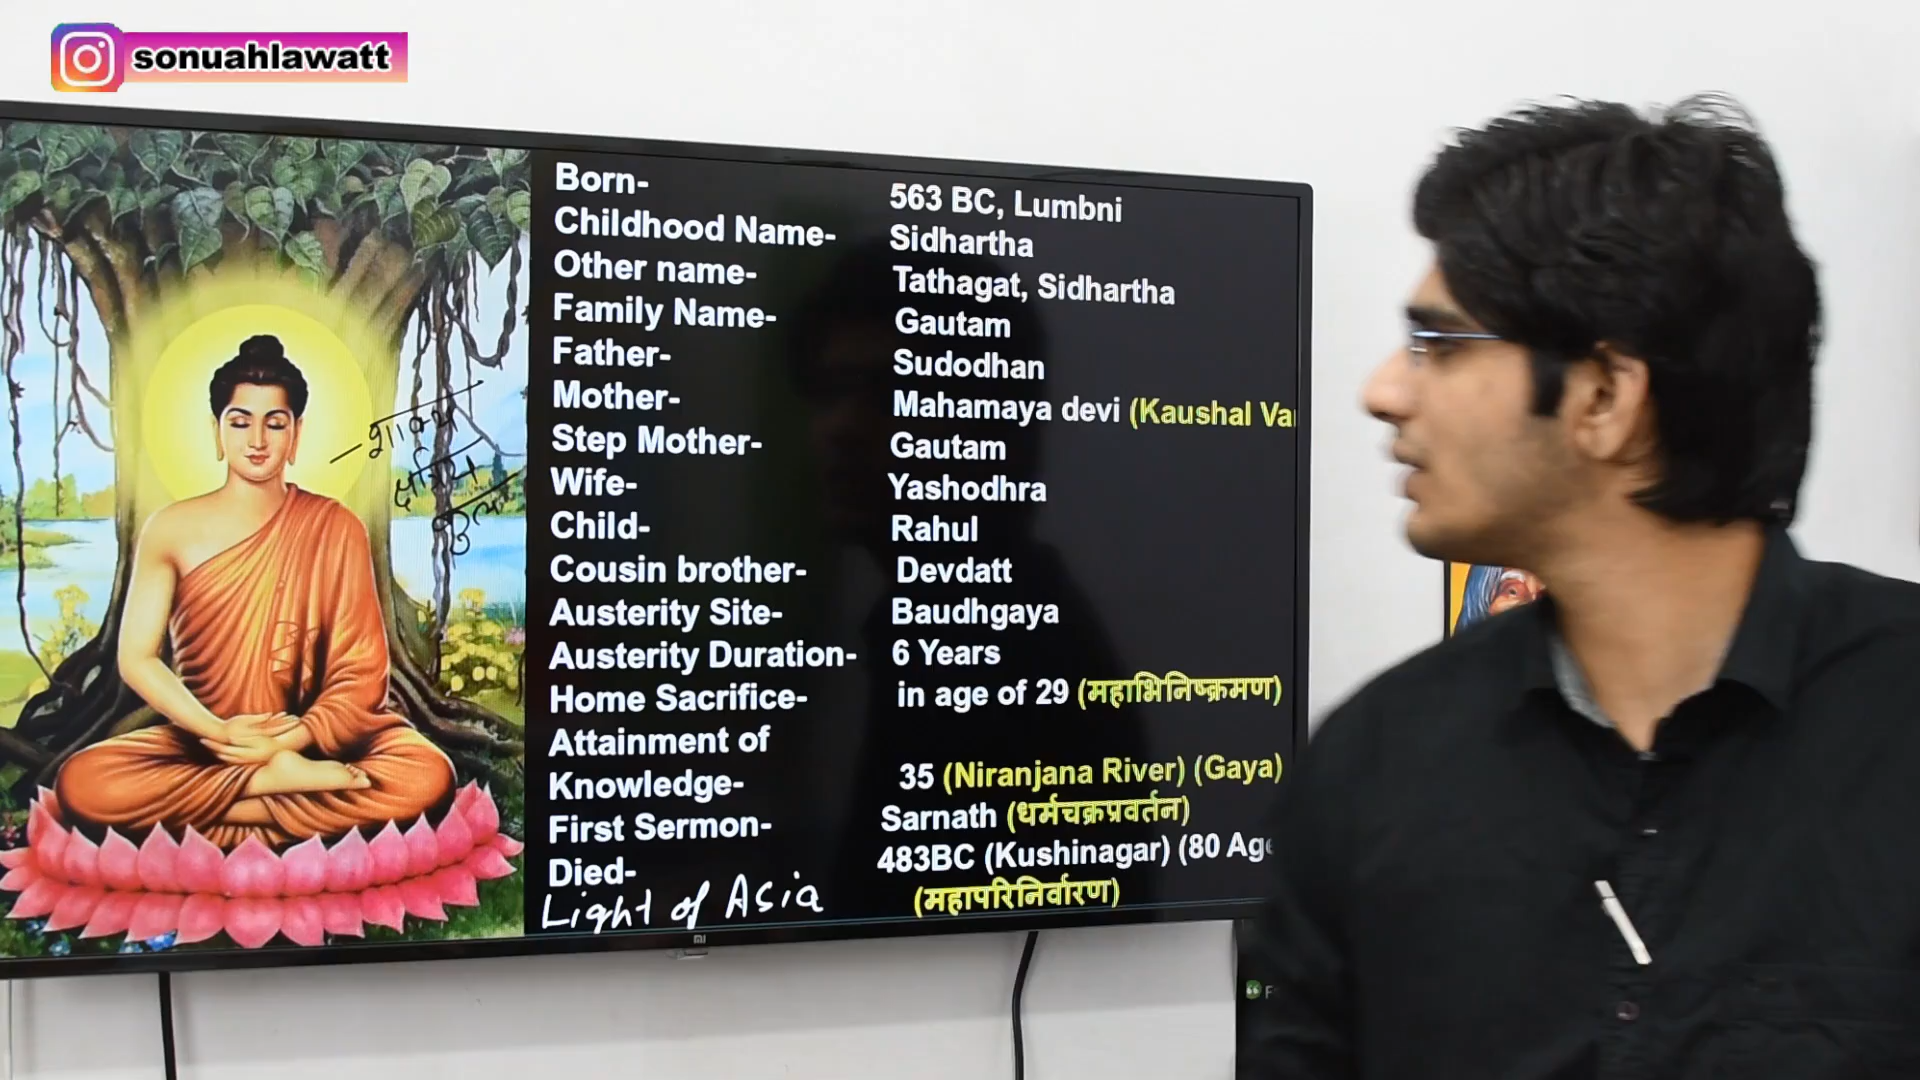 sonuahlawatt
Born- 563 BC, Lumbni
Childhood Name- Sidhartha
Other name- Tathagat, Sidhartha
Family Name- Gautam
Father- Sudodhan
Mother- Mahamaya devi (Kaushal Va
Step Mother- Gautam
Wife- Yashodhra
Child- Rahul
Cousin brother- Devdatt
Austerity Site- Baudhgaya
Austerity Duration- 6 Years
Home Sacrifice- in age of 29 (महाभिनिष्क्रमण)
Attainment of
Knowledge- 35 (Niranjana River) (Gaya)
First Sermon- Sarnath (धर्मचक्रप्रवर्तन)
Died- 483BC (Kushinagar) (80 Age
(महापरिनिर्वारण)
Light of Asia